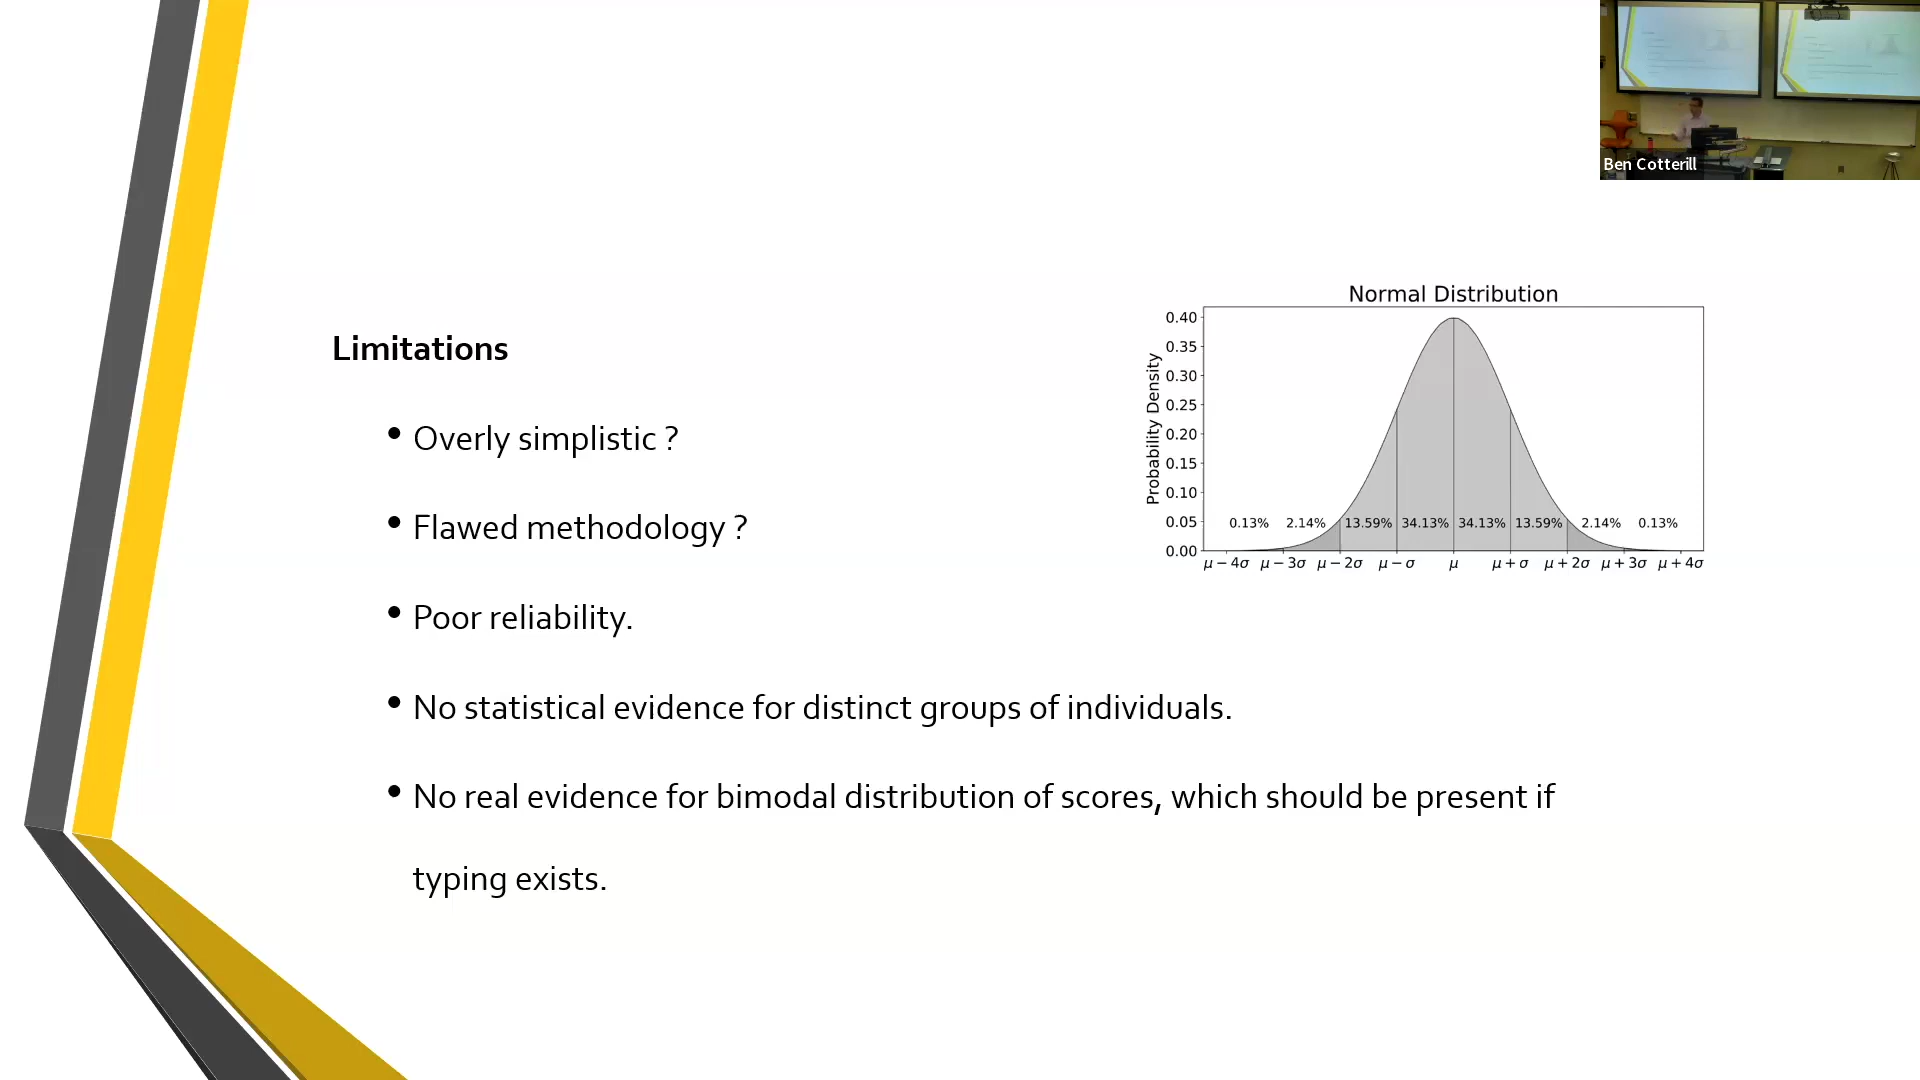 Ben Cotterill
Normal Distribution
Probability Density
0.40
0.35
0.30
0.25
0.20
0.15
0.10
0.05
0.00
0.13% 2.14% 13.59% 34.13% 34.13% 13.59% 2.14% 0.13%
μ − 4σ μ − 3σ μ − 2σ μ − σ μ μ + σ μ + 2σ μ + 3σ μ + 4σ
Limitations
• Overly simplistic ?
• Flawed methodology ?
• Poor reliability.
• No statistical evidence for distinct groups of individuals.
• No real evidence for bimodal distribution of scores, which should be present if
typing exists.